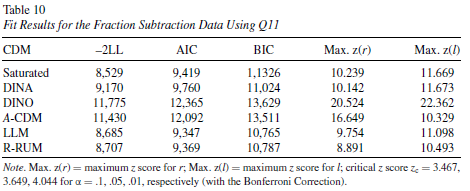 Table 10
Fit Results for the Fraction Subtraction Data Using Q11
CDM −2LL AIC BIC Max. z(r) Max. z(l)
Saturated 8,529 9,419 1,1326 10.239 11.669
DINA 9,170 9,760 11,024 10.142 11.673
DINO 11,775 12,365 13,629 20.524 22.362
A-CDM 11,430 12,092 13,511 16.649 10.329
LLM 8,685 9,347 10,765 9.754 11.098
R-RUM 8,707 9,369 10,787 8.891 10.493
Note. Max. z(r) = maximum z score for r; Max. z(l) = maximum z score for l; critical z score zc = 3.467,
3.649, 4.044 for α = .1, .05, .01, respectively (with the Bonferroni Correction).